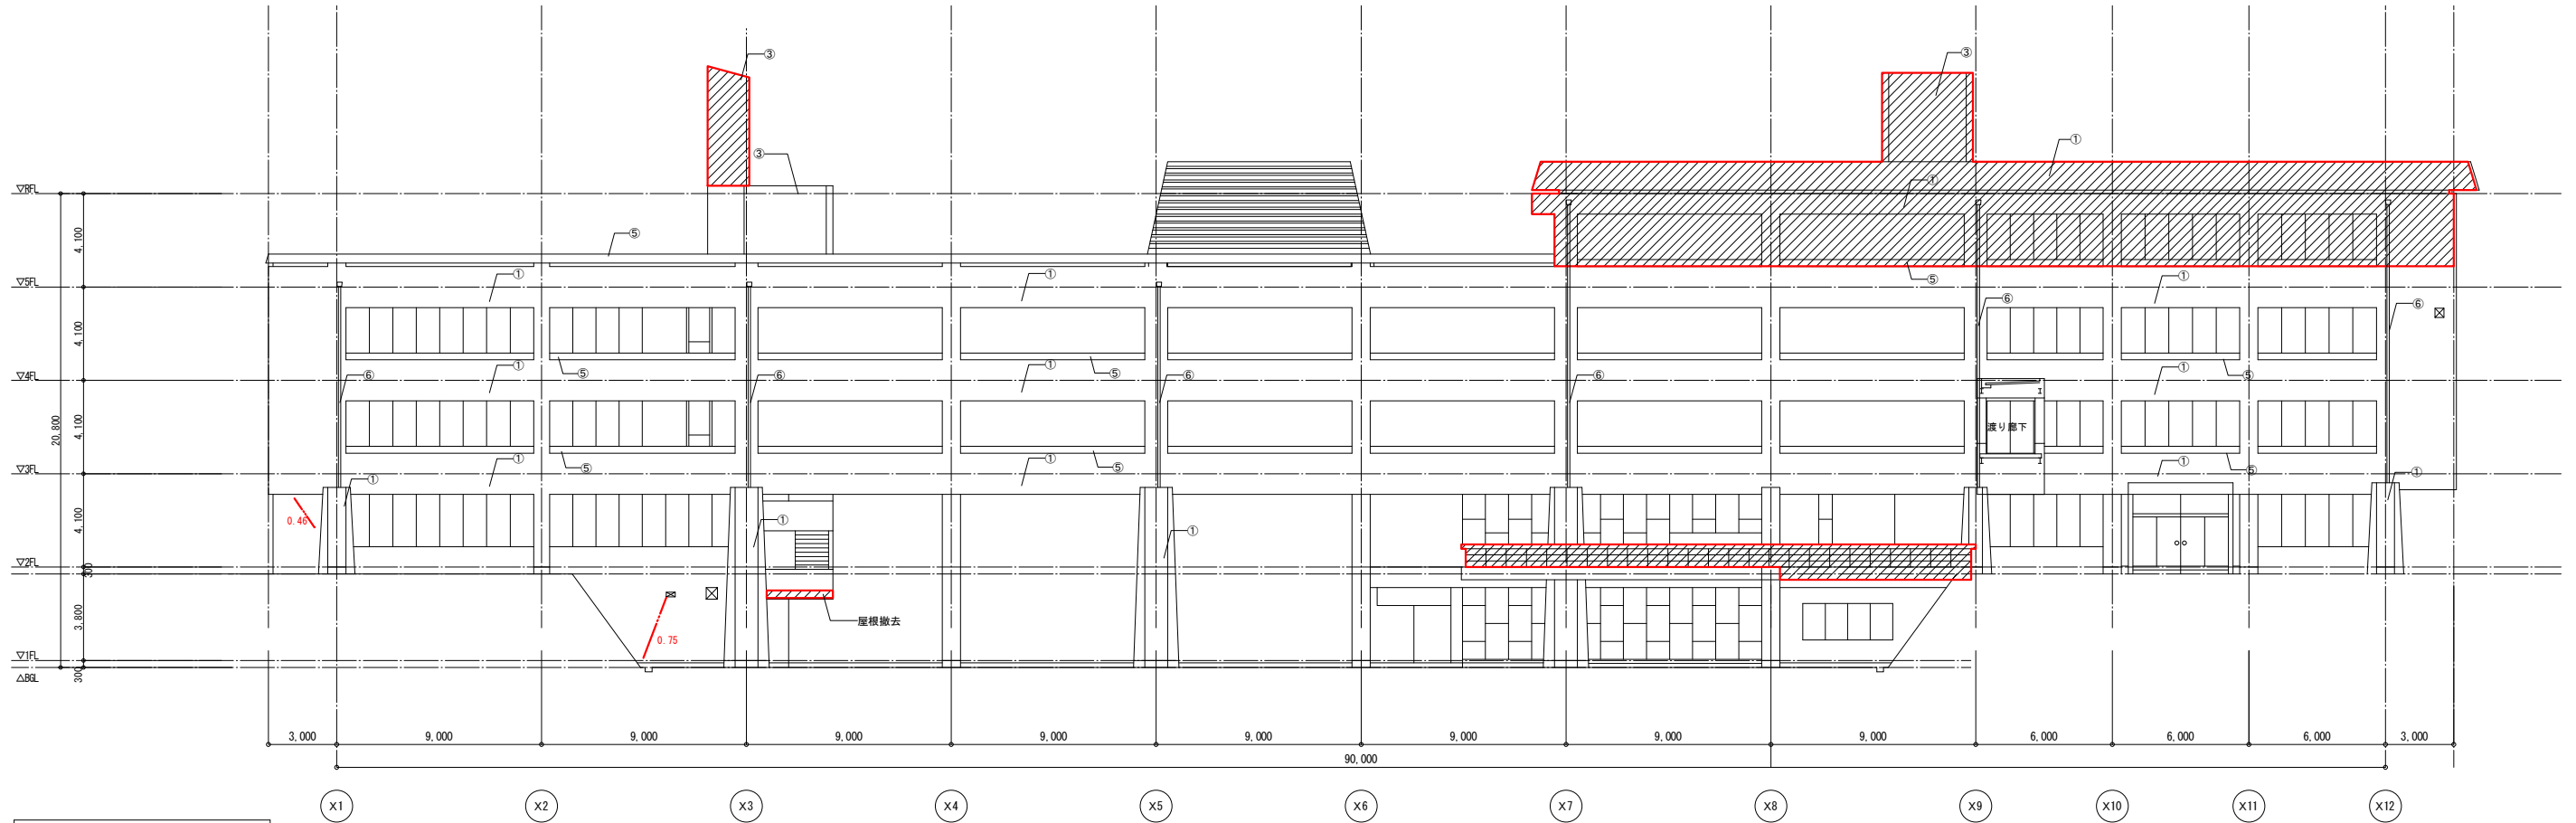 ③
③
①
③
①
▽RFL
⑤
4,100
①
①
⑤
①
▽5FL
⑥
⑥
4,100
⑤
⑤
①
①
①
⑤
▽4FL
⑥
⑥
⑥
⑥
20,800
4,100
渡り廊下
①
①
①
⑤
⑤
⑤
▽3FL
①
①
0.46
①
①
4,100
▽2FL
300
3,800
屋根撤去
0.75
▽1FL
300
△BGL
3,000
9,000
9,000
9,000
9,000
9,000
9,000
9,000
9,000
6,000
6,000
6,000
3,000
90,000
X1
X2
X3
X4
X5
X6
X7
X8
X9
X10
X11
X12